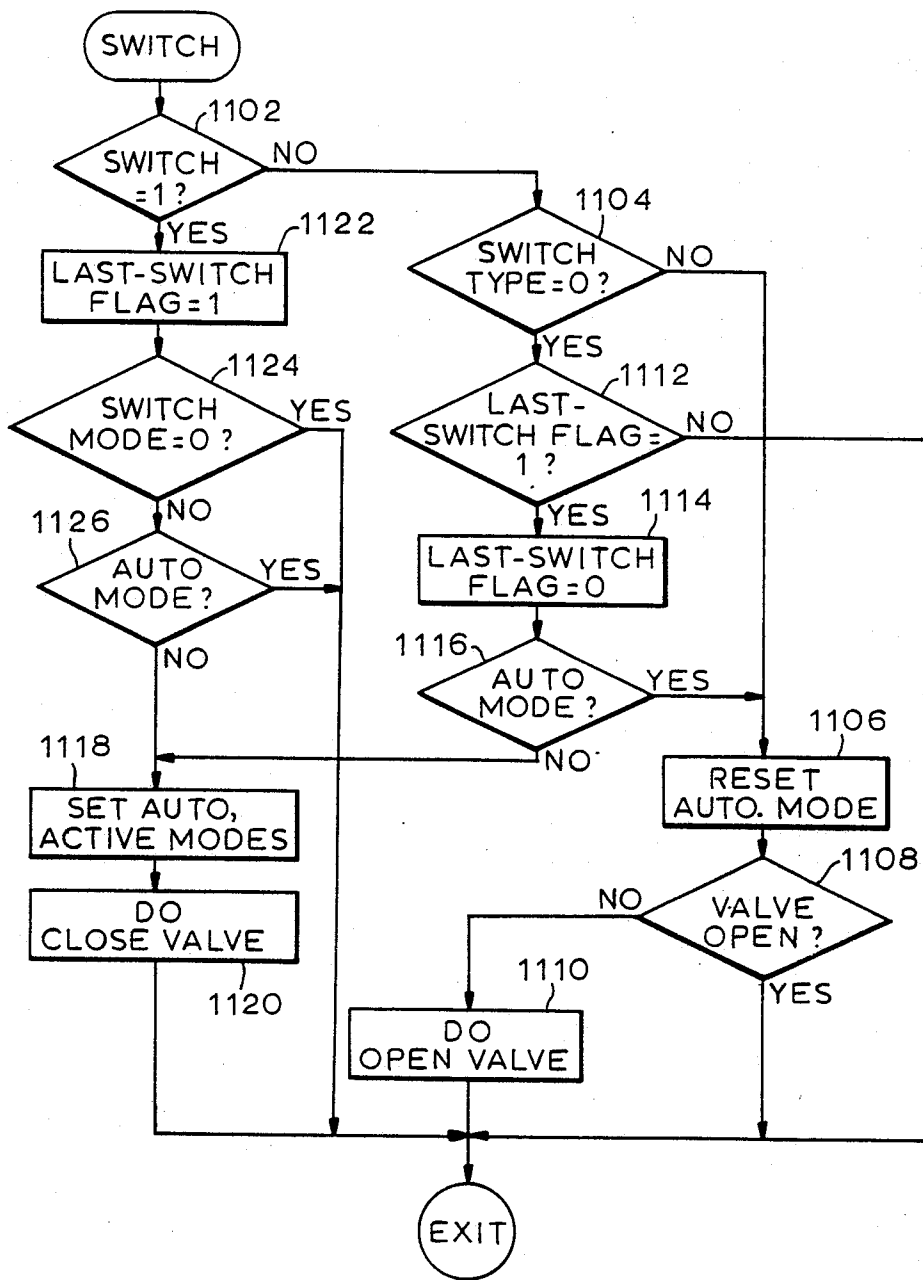 SWITCH
1102
SWITCH
=1?
NO
YES
1104
SWITCH
TYPE=0?
NO
YES
1122
LAST-SWITCH
FLAG=1
1124
SWITCH
MODE=0?
YES
NO
1112
LAST-
SWITCH FLAG=
1?
NO
YES
1126
AUTO
MODE?
YES
NO
1114
LAST-SWITCH
FLAG=0
1116
AUTO
MODE?
YES
NO
1118
SET AUTO,
ACTIVE MODES
1106
RESET
AUTO. MODE
DO
CLOSE VALVE
1120
1108
VALVE
OPEN?
NO
YES
1110
DO
OPEN VALVE
EXIT